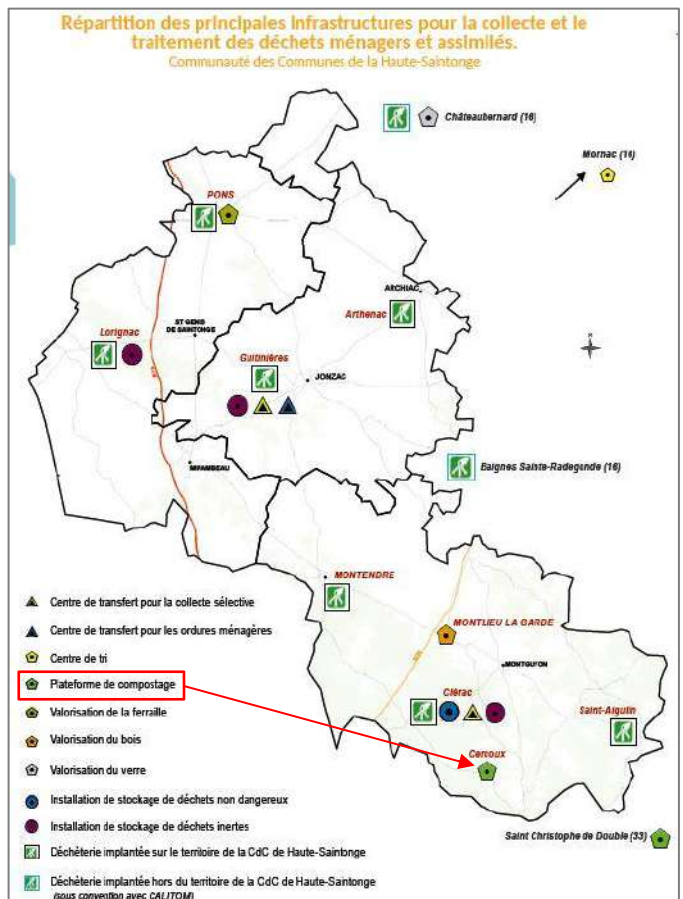 Répartition des principales infrastructures pour la collecte et le
traitement des déchets ménagers et assimilés.
Communauté des Communes de la Haute-Saintonge
Châteaubernard (16)
Mornac (16)
PONS
ARCHIAC
Arthenac
ST GENIS
DE SAINTONGE
Lorignac
Guitinières
JONZAC
MIRAMBEAU
Baignes Sainte-Radegonde (16)
MONTENDRE
MONTLIEU LA GARDE
MONTGUYON
Clérac
Saint-Aigulin
Cercoux
Saint Christophe de Double (33)
Centre de transfert pour la collecte sélective
Centre de transfert pour les ordures ménagères
Centre de tri
Plateforme de compostage
Valorisation de la ferraille
Valorisation du bois
Valorisation du verre
Installation de stockage de déchets non dangereux
Installation de stockage de déchets inertes
Déchèterie implantée sur le territoire de la CdC de Haute-Saintonge
Déchèterie implantée hors du territoire de la CdC de Haute-Saintonge
(sous convention avec CALITOM)